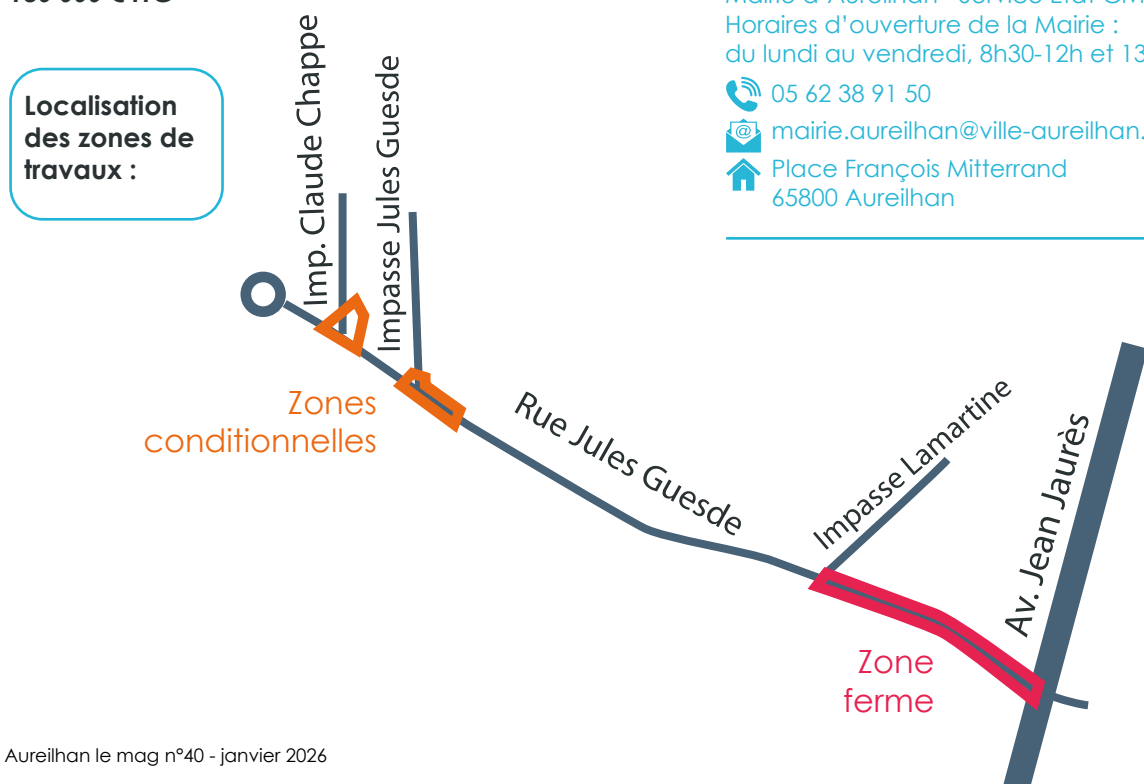 Localisation
des zones de
travaux :
Horaires d’ouverture de la Mairie :
du lundi au vendredi, 8h30-12h et 13
05 62 38 91 50
mairie.aureilhan@ville-aureilhan.
Place François Mitterrand
65800 Aureilhan
Imp. Claude Chappe
Impasse Jules Guesde
Zones
conditionnelles
Rue Jules Guesde
Impasse Lamartine
Av. Jean Jaurès
Zone
ferme
Aureilhan le mag n°40 - janvier 2026